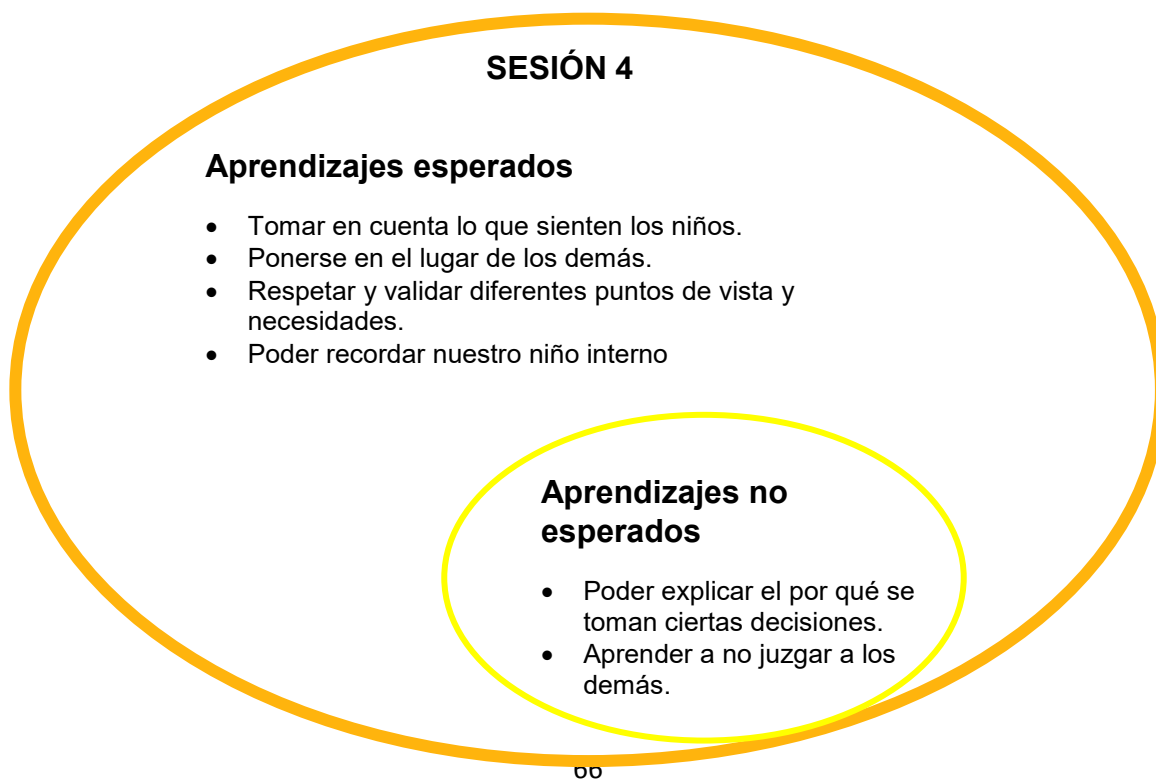 SESIÓN 4
Aprendizajes esperados
• Tomar en cuenta lo que sienten los niños.
• Ponerse en el lugar de los demás.
• Respetar y validar diferentes puntos de vista y
necesidades.
• Poder recordar nuestro niño interno
Aprendizajes no
esperados
• Poder explicar el por qué se
toman ciertas decisiones.
• Aprender a no juzgar a los
demás.
66